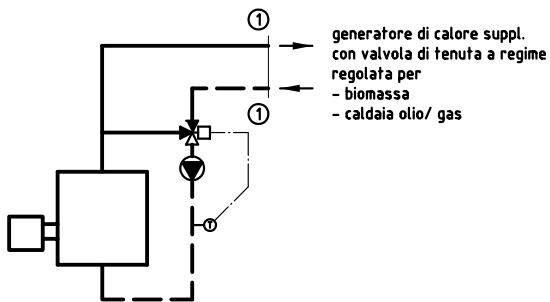 1
generatore di calore suppl.
con valvola di tenuta a regime
regolata per
- biomassa
- caldaia olio/ gas
1
T